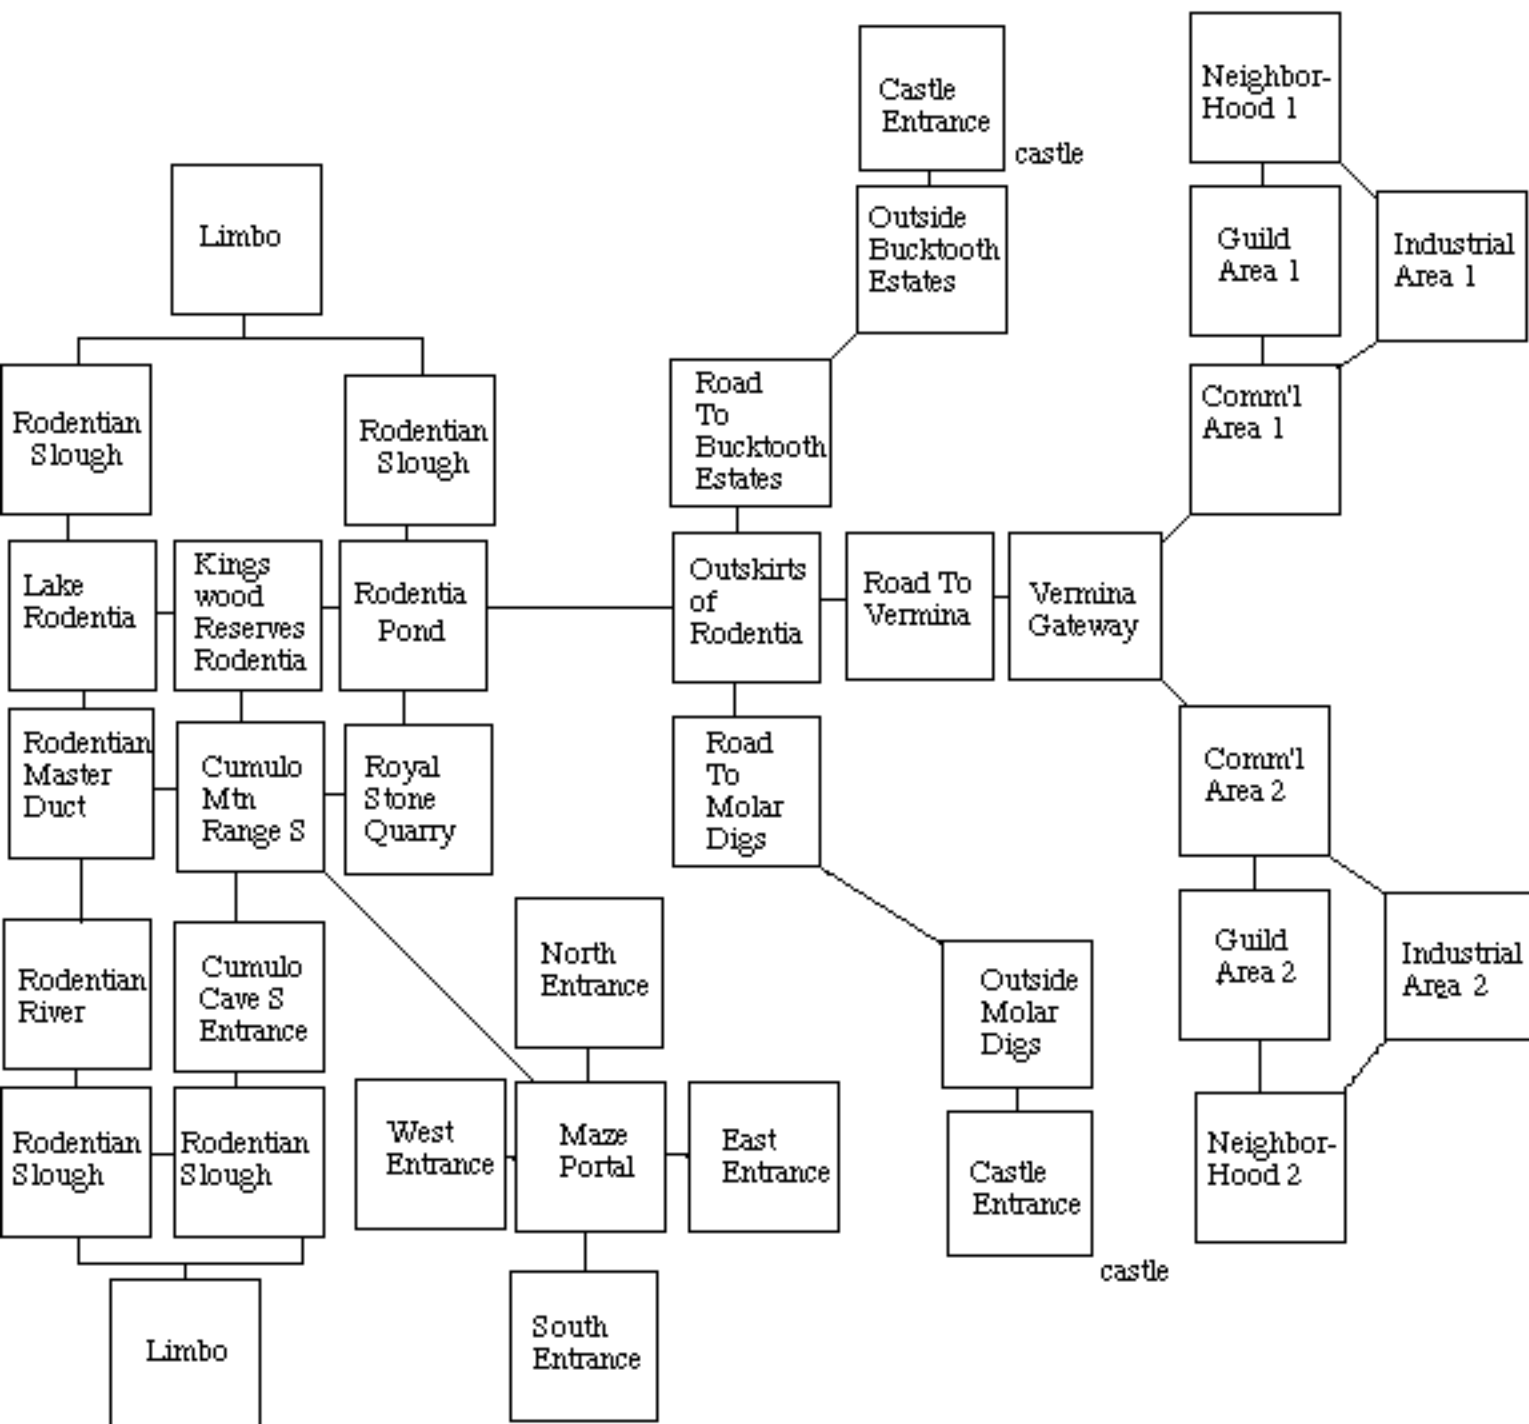 Castle
Entrance
castle
Neighbor-
Hood 1
Limbo
Outside
Bucktooth
Estates
Guild
Area 1
Industrial
Area 1
Rodentian
Slough
Rodentian
Slough
Road
To
Bucktooth
Estates
Comm'l
Area 1
Lake
Rodentia
Kings
wood
Reserves
Rodentia
Rodentia
Pond
Outskirts
of
Rodentia
Road To
Vermina
Vermina
Gateway
Rodentian
Master
Duct
Cumulo
Mtn
Range S
Royal
Stone
Quarry
Road
To
Molar
Digs
Comm'l
Area 2
Rodentian
River
Cumulo
Cave S
Entrance
North
Entrance
Outside
Molar
Digs
Guild
Area 2
Industrial
Area 2
Rodentian
Slough
Rodentian
Slough
West
Entrance
Maze
Portal
East
Entrance
Castle
Entrance
castle
Neighbor-
Hood 2
Limbo
South
Entrance